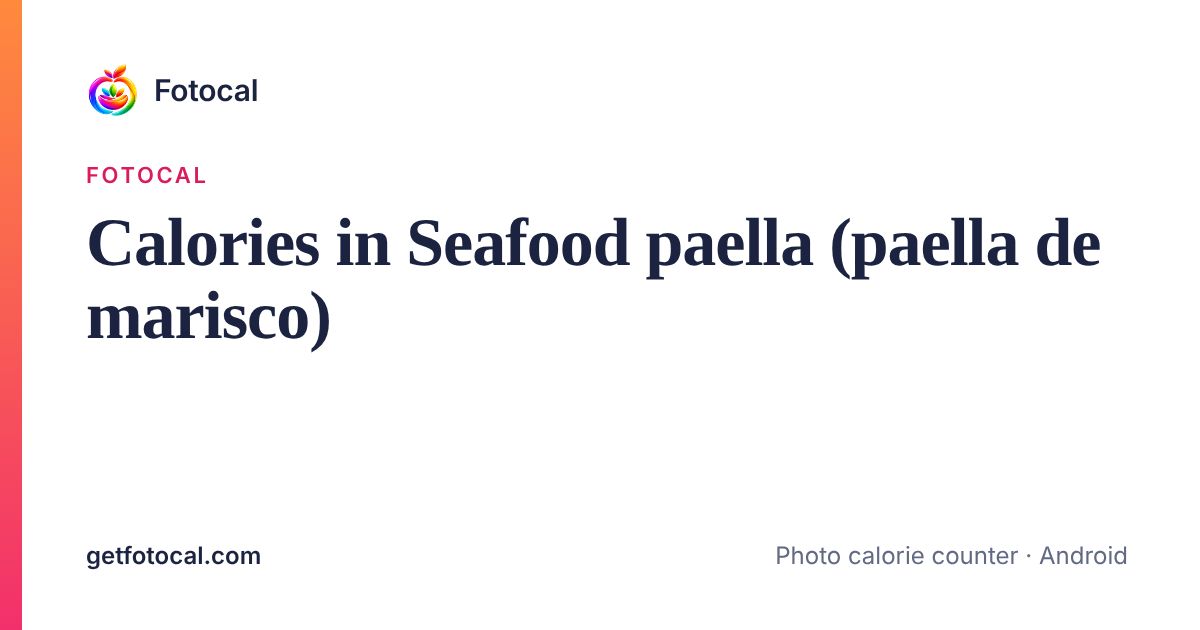 Fotocal
FOTOCAL
Calories in Seafood paella (paella de
marisco)
getfotocal.com
Photo calorie counter · Android